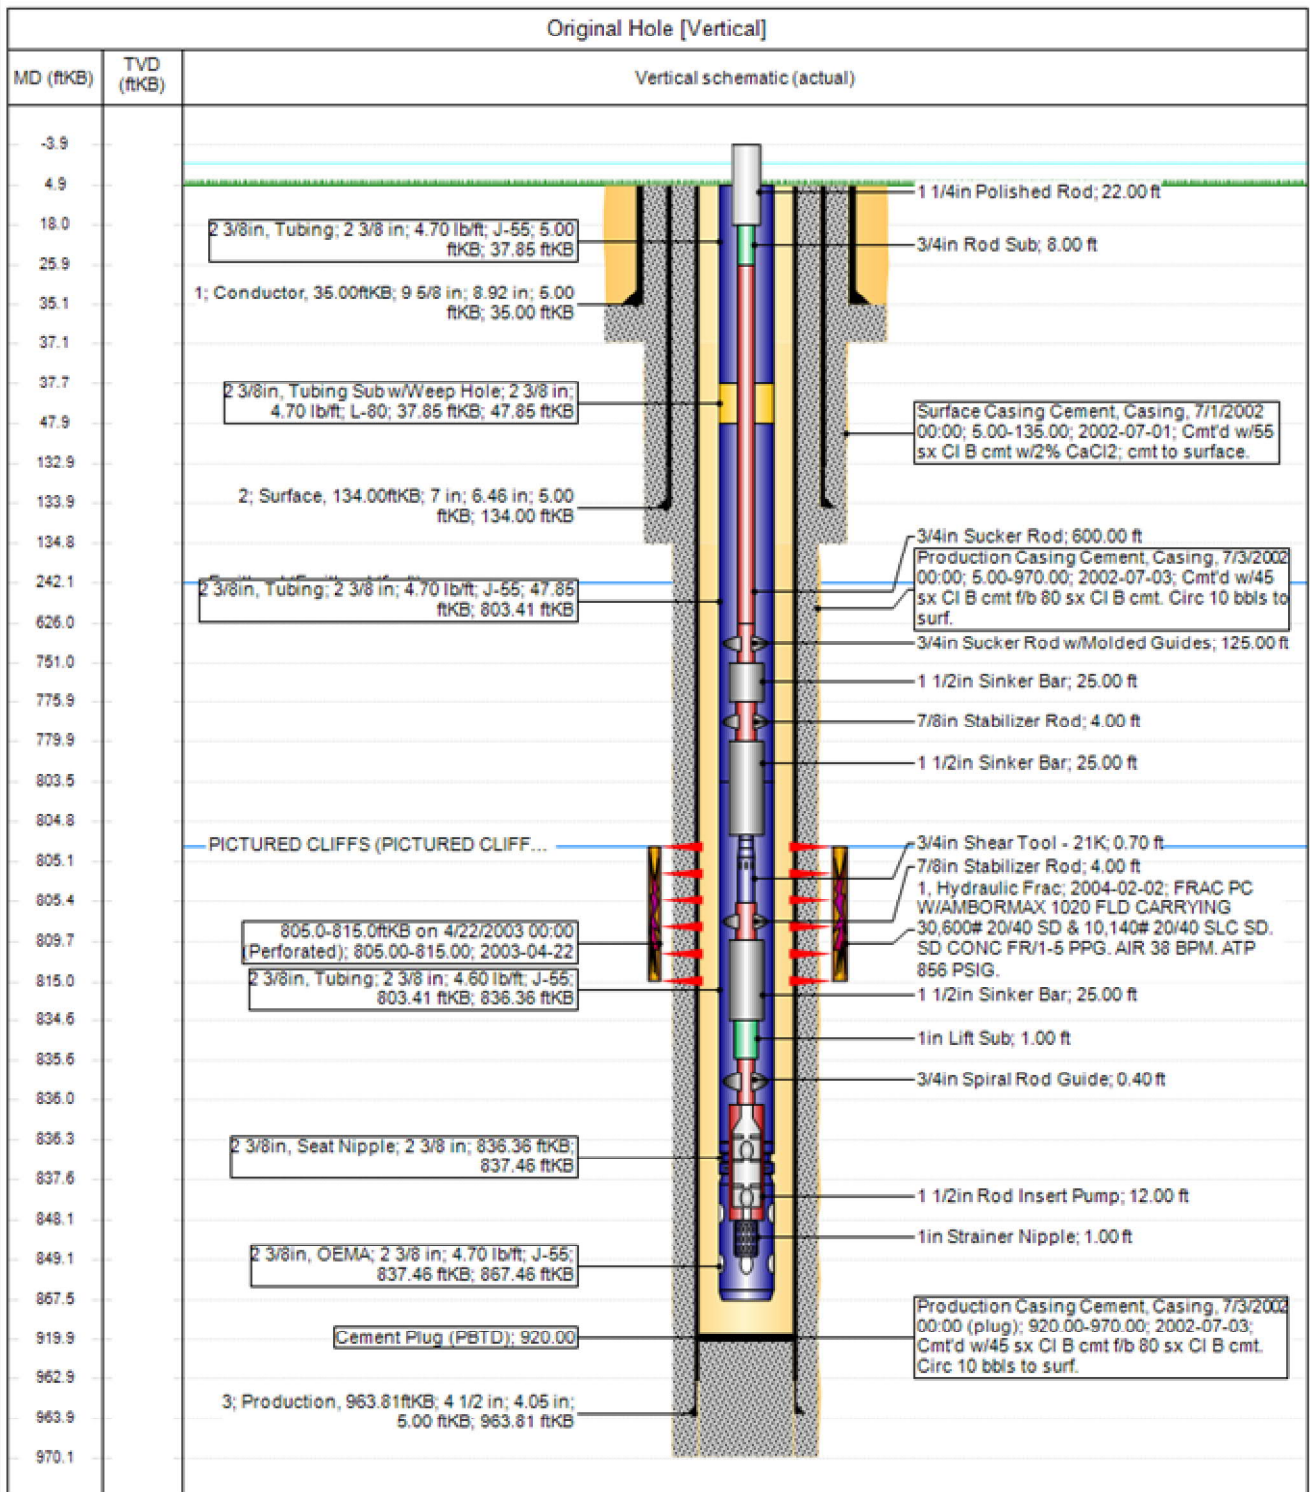 Original Hole [Vertical]
MD (ftKB)
TVD
(ftKB)
Vertical schematic (actual)
-3.9
4.9
18.0
25.9
35.1
37.1
37.7
47.9
132.9
133.9
134.8
242.1
626.0
751.0
775.9
779.9
803.5
804.8
805.1
805.4
809.7
815.0
834.6
835.6
836.0
836.3
837.6
848.1
849.1
867.5
919.9
962.9
963.9
970.1
2 3/8in, Tubing; 2 3/8 in; 4.70 lb/ft; J-55; 5.00
ftKB; 37.85 ftKB
1; Conductor, 35.00ftKB; 9 5/8 in; 8.92 in; 5.00
ftKB; 35.00 ftKB
2 3/8in, Tubing Sub w/Weep Hole; 2 3/8 in;
4.70 lb/ft; L-80; 37.85 ftKB; 47.85 ftKB
2; Surface, 134.00ftKB; 7 in; 6.46 in; 5.00
ftKB; 134.00 ftKB
2 3/8in, Tubing; 2 3/8 in; 4.70 lb/ft; J-55; 47.85
ftKB; 803.41 ftKB
PICTURED CLIFFS (PICTURED CLIFF...
805.0-815.0ftKB on 4/22/2003 00:00
(Perforated); 805.00-815.00; 2003-04-22
2 3/8in, Tubing; 2 3/8 in; 4.60 lb/ft; J-55;
803.41 ftKB; 836.36 ftKB
2 3/8in, Seat Nipple; 2 3/8 in; 836.36 ftKB;
837.46 ftKB
2 3/8in, OEMA; 2 3/8 in; 4.70 lb/ft; J-55;
837.46 ftKB; 867.46 ftKB
Cement Plug (PBTD); 920.00
3; Production, 963.81ftKB; 4 1/2 in; 4.05 in;
5.00 ftKB; 963.81 ftKB
1 1/4in Polished Rod; 22.00 ft
3/4in Rod Sub; 8.00 ft
Surface Casing Cement, Casing, 7/1/2002
00:00; 5.00-135.00; 2002-07-01; Cmt'd w/55
sx Cl B cmt w/2% CaCl2; cmt to surface.
3/4in Sucker Rod; 600.00 ft
Production Casing Cement, Casing, 7/3/2002
00:00; 5.00-970.00; 2002-07-03; Cmt'd w/45
sx Cl B cmt f/b 80 sx Cl B cmt. Circ 10 bbls to
surf.
3/4in Sucker Rod w/Molded Guides; 125.00 ft
1 1/2in Sinker Bar; 25.00 ft
7/8in Stabilizer Rod; 4.00 ft
1 1/2in Sinker Bar; 25.00 ft
3/4in Shear Tool - 21K; 0.70 ft
7/8in Stabilizer Rod; 4.00 ft
1, Hydraulic Frac; 2004-02-02; FRAC PC
W/AMBORMAX 1020 FLD CARRYING
30,600# 20/40 SD & 10,140# 20/40 SLC SD.
SD CONC FR/1-5 PPG. AIR 38 BPM. ATP
856 PSIG.
1 1/2in Sinker Bar; 25.00 ft
1in Lift Sub; 1.00 ft
3/4in Spiral Rod Guide; 0.40 ft
1 1/2in Rod Insert Pump; 12.00 ft
1in Strainer Nipple; 1.00 ft
Production Casing Cement, Casing, 7/3/2002
00:00 (plug); 920.00-970.00; 2002-07-03;
Cmt'd w/45 sx Cl B cmt f/b 80 sx Cl B cmt.
Circ 10 bbls to surf.